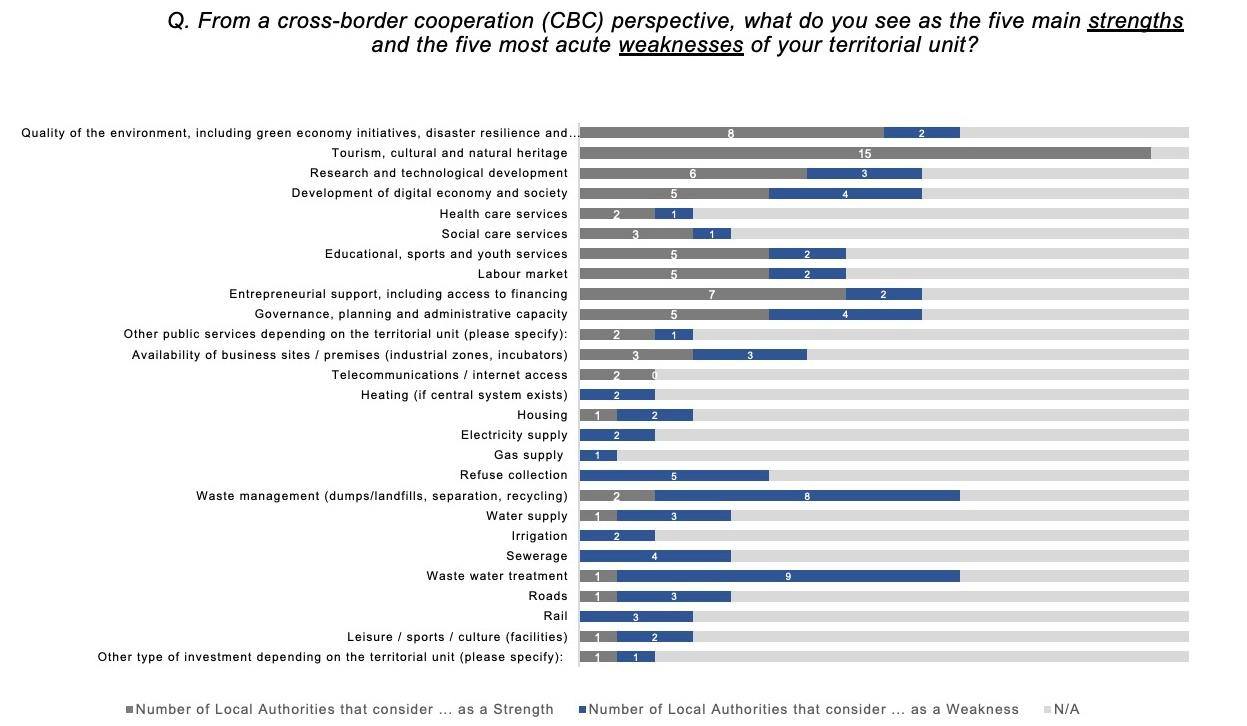 Q. From a cross-border cooperation (CBC) perspective, what do you see as the five main strengths
and the five most acute weaknesses of your territorial unit?
Quality of the environment, including green economy initiatives, disaster resilience and… 8 2
Tourism, cultural and natural heritage 15
Research and technological development 6 3
Development of digital economy and society 5 4
Health care services 2 1
Social care services 3 1
Educational, sports and youth services 5 2
Labour market 5 2
Entrepreneurial support, including access to financing 7 2
Governance, planning and administrative capacity 5 4
Other public services depending on the territorial unit (please specify): 2 1
Availability of business sites / premises (industrial zones, incubators) 3 3
Telecommunications / internet access 2 0
Heating (if central system exists) 2
Housing 1 2
Electricity supply 2
Gas supply 1
Refuse collection 5
Waste management (dumps/landfills, separation, recycling) 2 8
Water supply 1 3
Irrigation 2
Sewerage 4
Waste water treatment 1 9
Roads 1 3
Rail 3
Leisure / sports / culture (facilities) 1 2
Other type of investment depending on the territorial unit (please specify): 1 1
Number of Local Authorities that consider ... as a Strength Number of Local Authorities that consider ... as a Weakness N/A